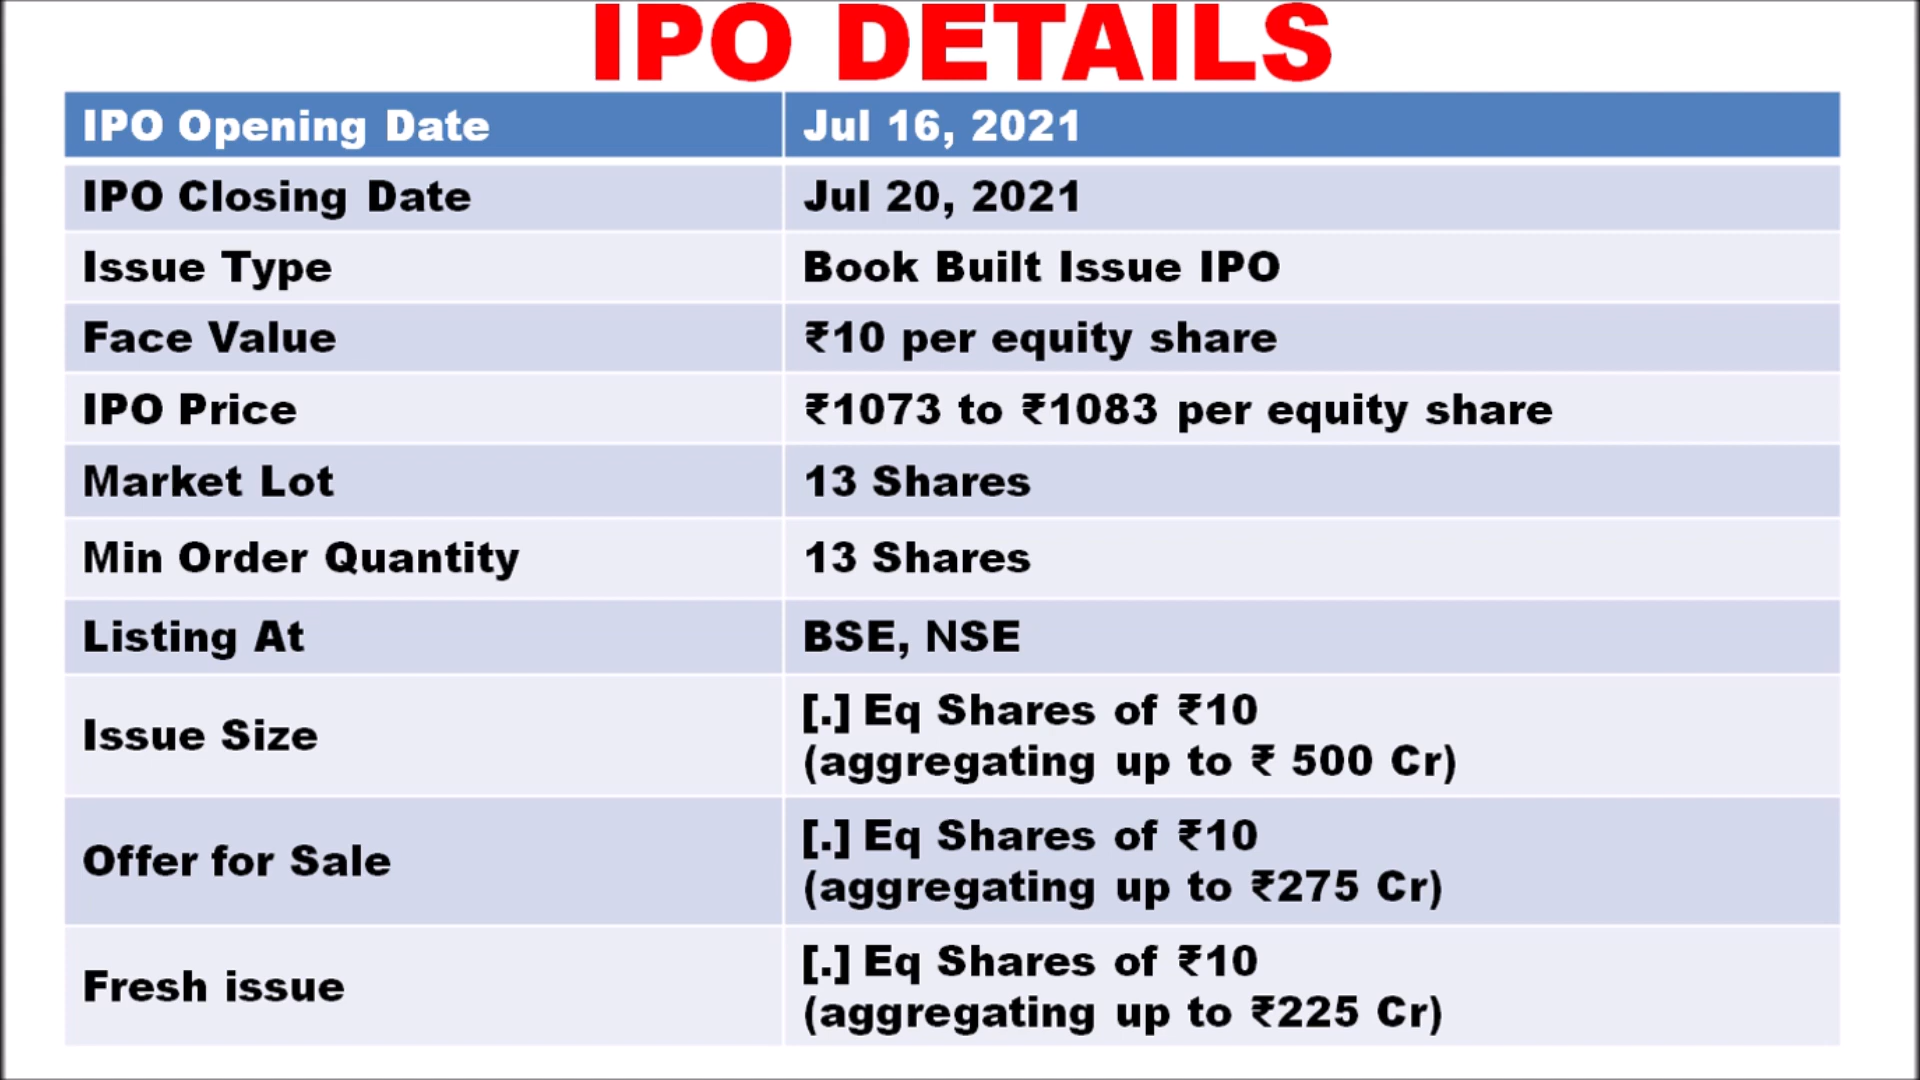 IPO DETAILS
IPO Opening Date Jul 16, 2021
IPO Closing Date Jul 20, 2021
Issue Type Book Built Issue IPO
Face Value ₹10 per equity share
IPO Price ₹1073 to ₹1083 per equity share
Market Lot 13 Shares
Min Order Quantity 13 Shares
Listing At BSE, NSE
Issue Size [.] Eq Shares of ₹10
(aggregating up to ₹ 500 Cr)
Offer for Sale [.] Eq Shares of ₹10
(aggregating up to ₹275 Cr)
Fresh issue [.] Eq Shares of ₹10
(aggregating up to ₹225 Cr)